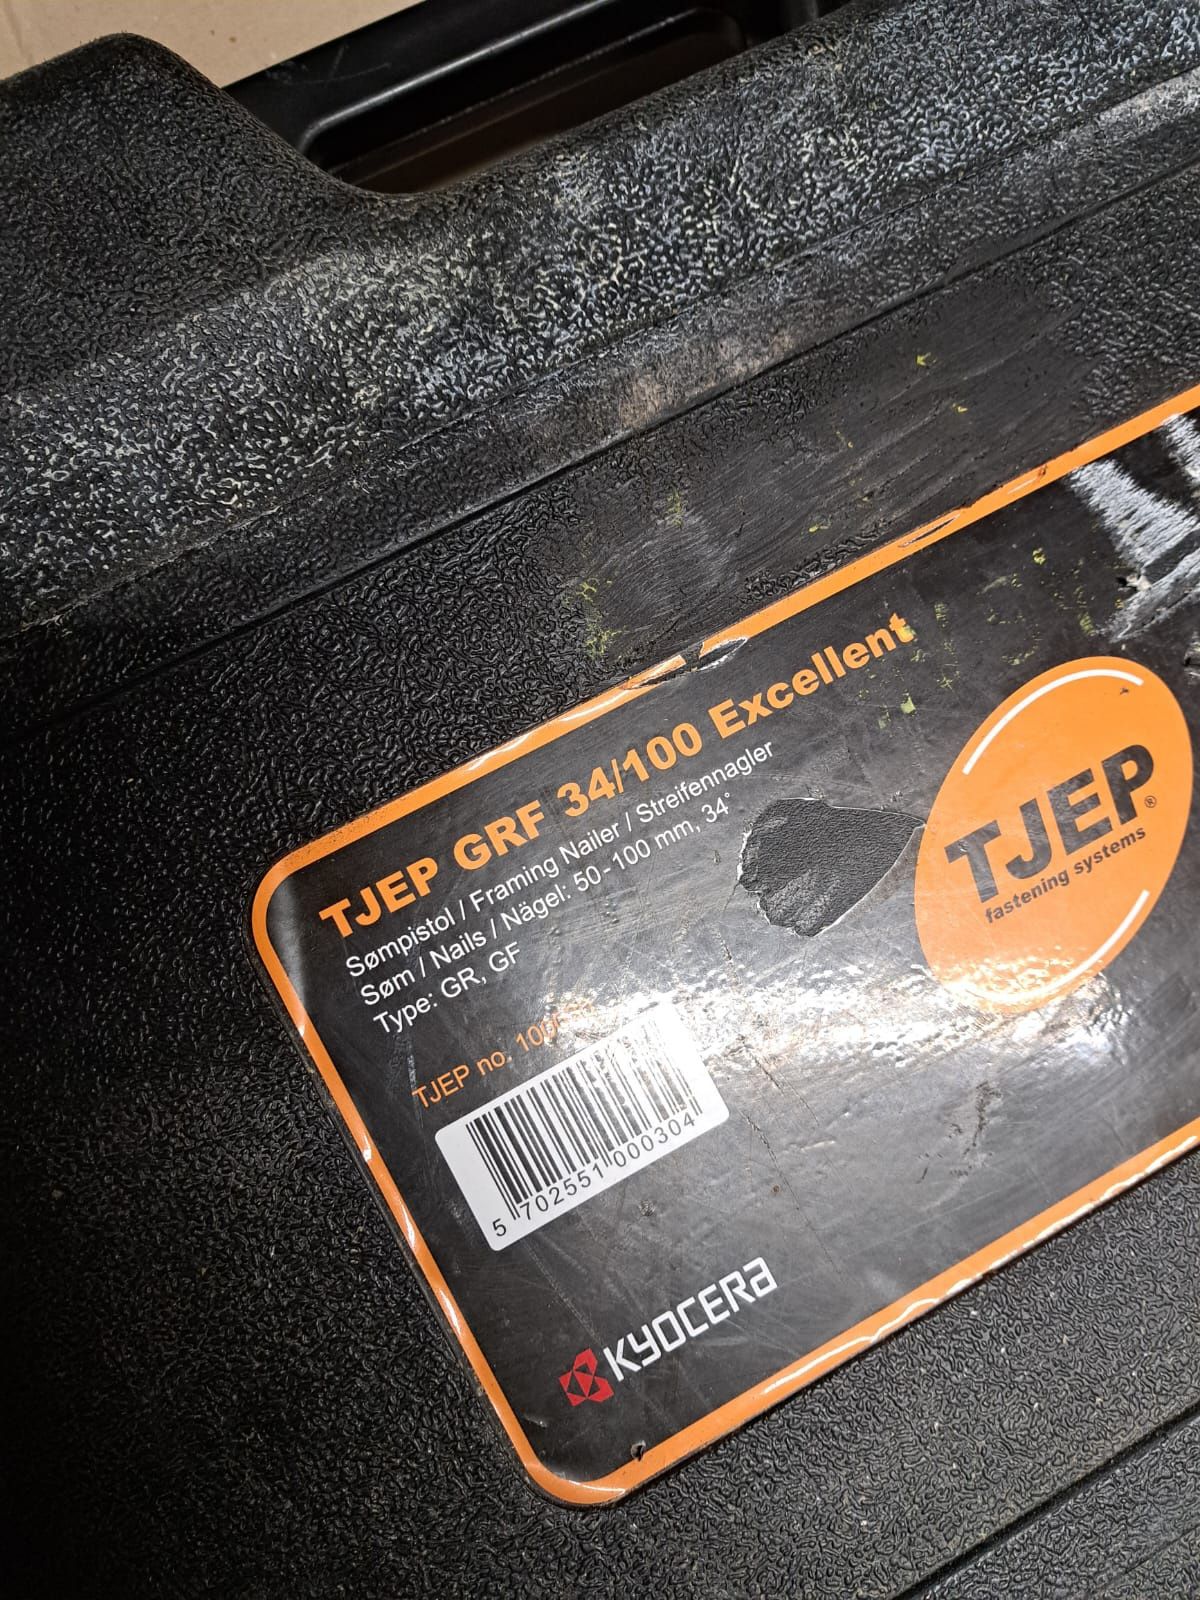 TJEP GRF 34/100 Excellent
Sømpistol / Framing Nailer / Streifennagler
Søm / Nails / Nägel: 50-100 mm, 34°
Type: GR, GF
TJEP no.
5 702551 000304
KYOCERa
TJEP®
fastening systems